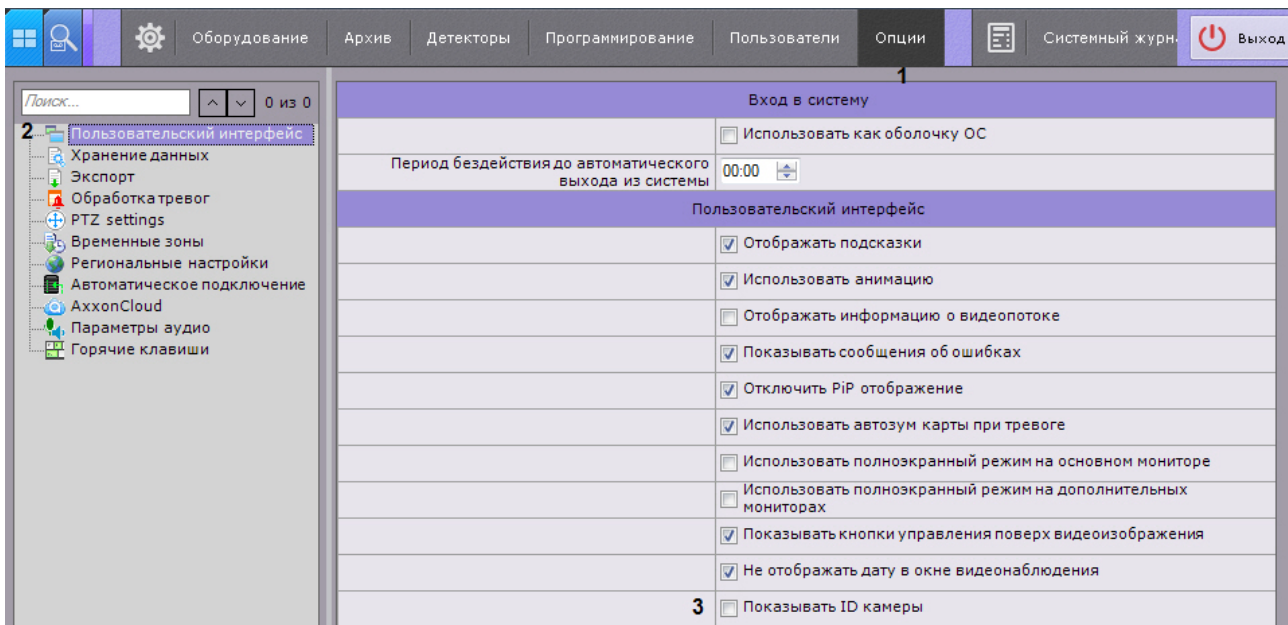 Оборудование Архив Детекторы Программирование Пользователи Опции Системный журн. Выход
1
Поиск... 0 из 0
2 Пользовательский интерфейс
Хранение данных
Экспорт
Обработка тревог
PTZ settings
Временные зоны
Региональные настройки
Автоматическое подключение
AxxonCloud
Параметры аудио
Горячие клавиши
Вход в систему
Использовать как оболочку ОС
Период бездействия до автоматического
выхода из системы
00:00
Пользовательский интерфейс
Отображать подсказки
Использовать анимацию
Отображать информацию о видеопотоке
Показывать сообщения об ошибках
Отключить PiP отображение
Использовать автозум карты при тревоге
Использовать полноэкранный режим на основном мониторе
Использовать полноэкранный режим на дополнительных
мониторах
Показывать кнопки управления поверх видеоизображения
Не отображать дату в окне видеонаблюдения
3 Показывать ID камеры